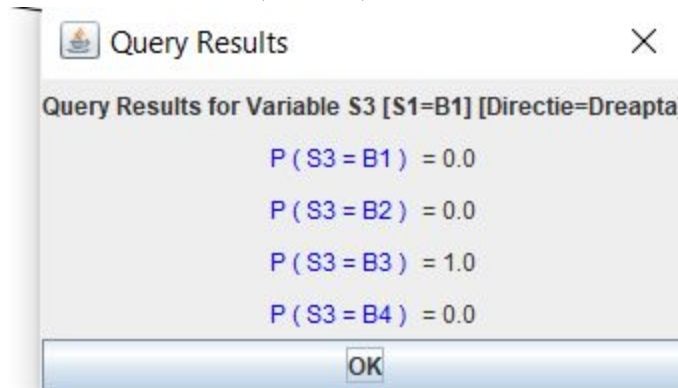 Query Results
Query Results for Variable S3 [S1=B1] [Directie=Dreapta]
P ( S3 = B1 ) = 0.0
P ( S3 = B2 ) = 0.0
P ( S3 = B3 ) = 1.0
P ( S3 = B4 ) = 0.0
OK